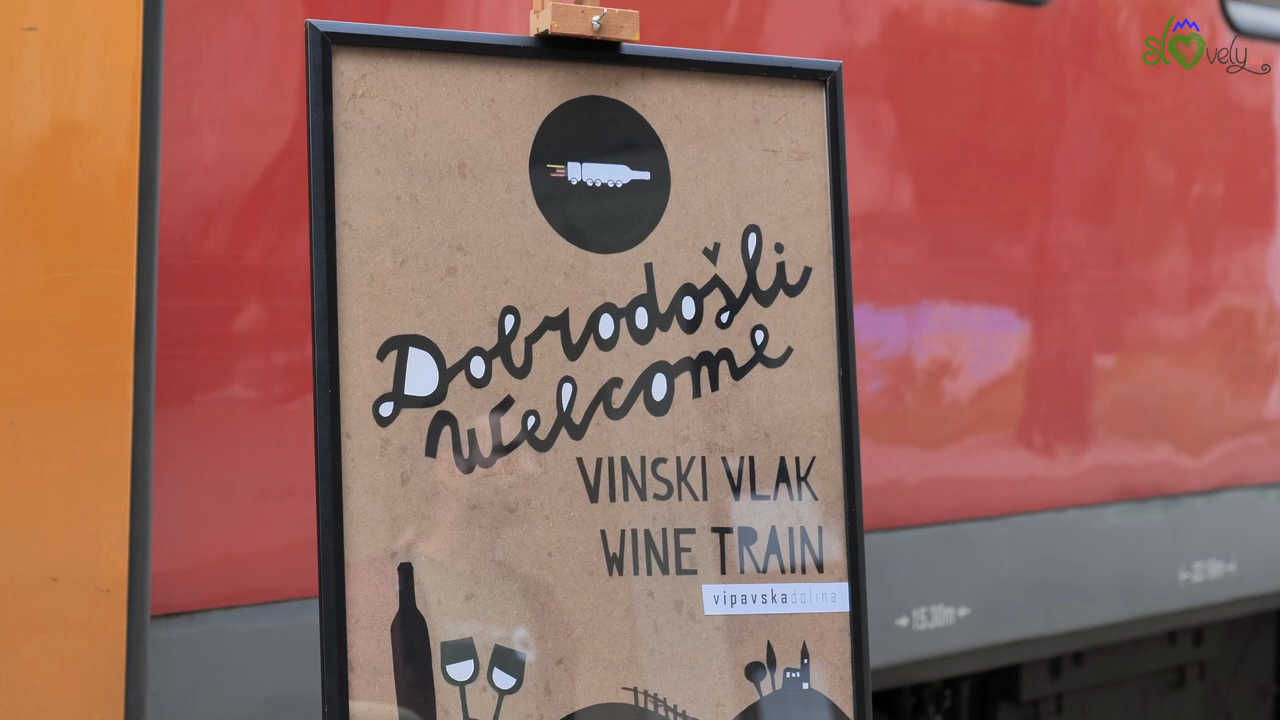 slovely
Dobrodošli
Welcome
VINSKI VLAK
WINE TRAIN
vipavskadolina